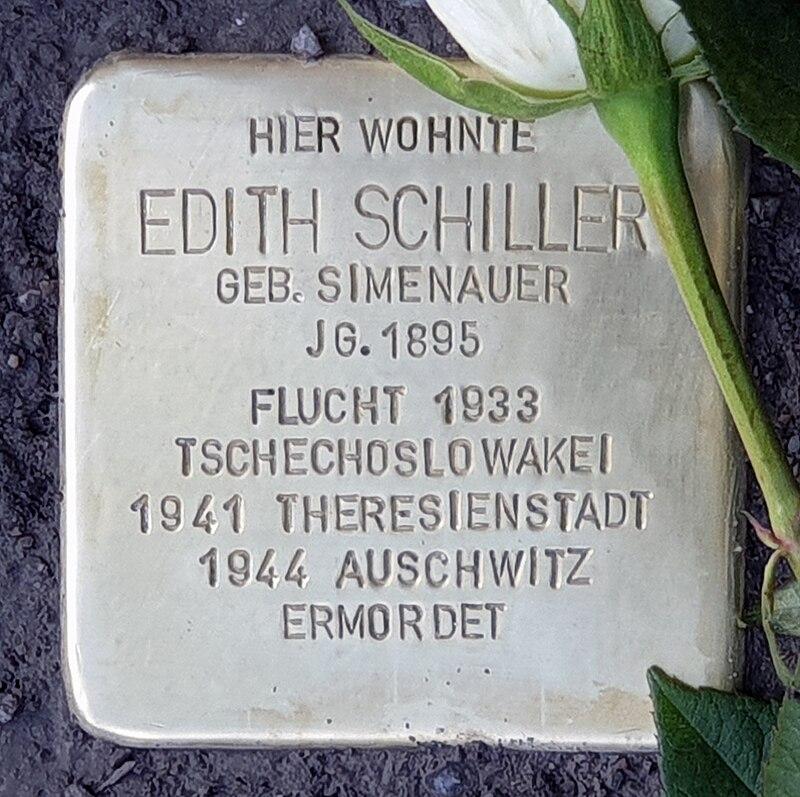 HIER WOHNTE
EDITH SCHILLER
GEB. SIMENAUER
JG. 1895
FLUCHT 1933
TSCHECHOSLOWAKEI
1941 THERESIENSTADT
1944 AUSCHWITZ
ERMORDET